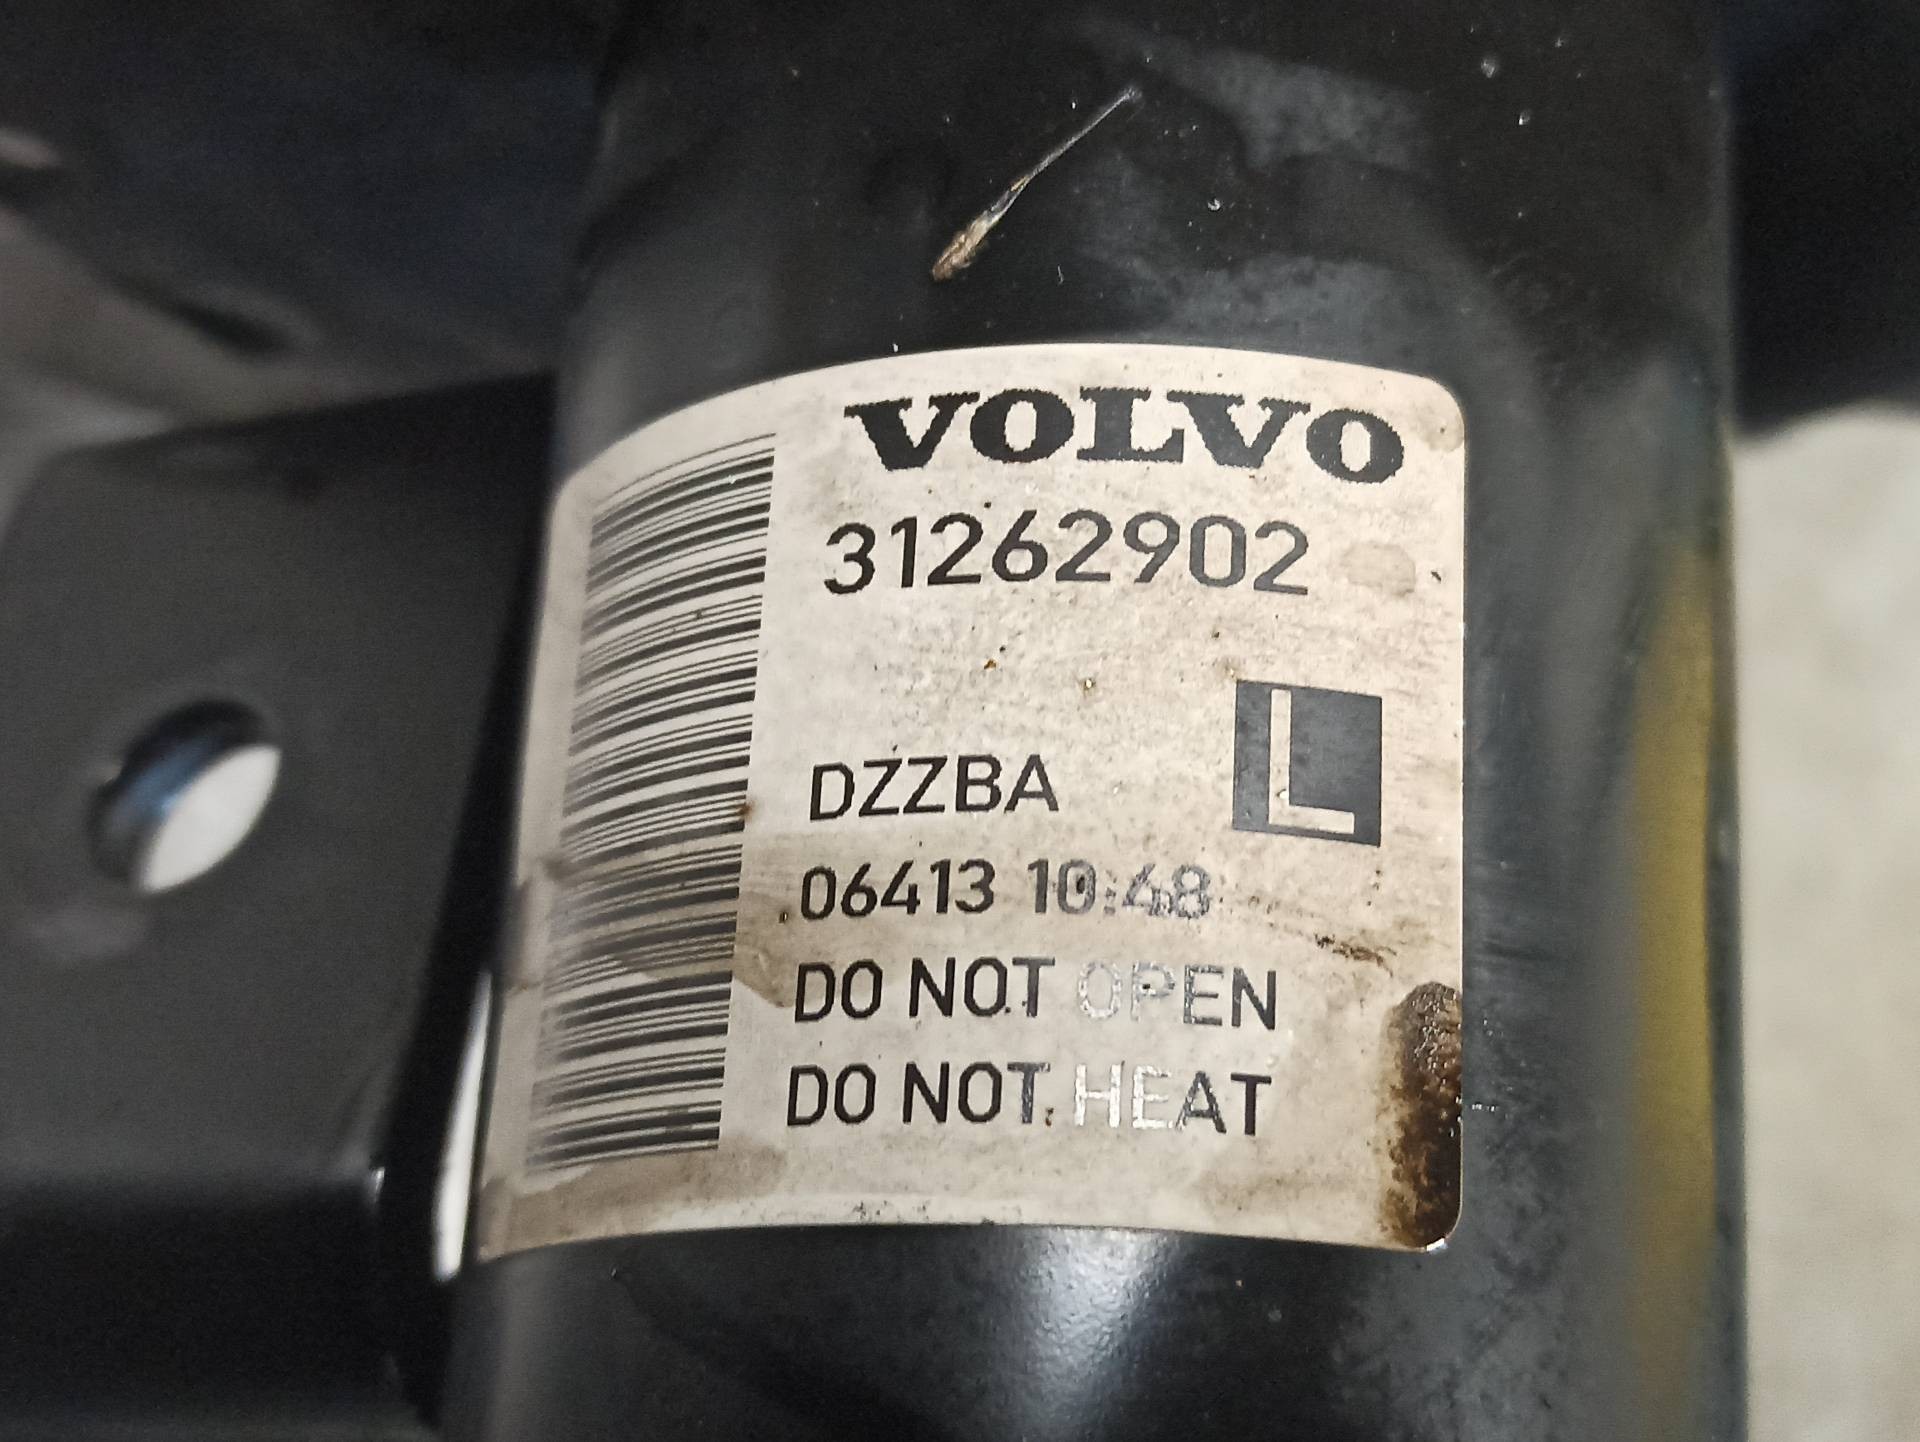 VOLVO
31262902
L
DZZBA
06413 10:48
DO NOT OPEN
DO NOT HEAT